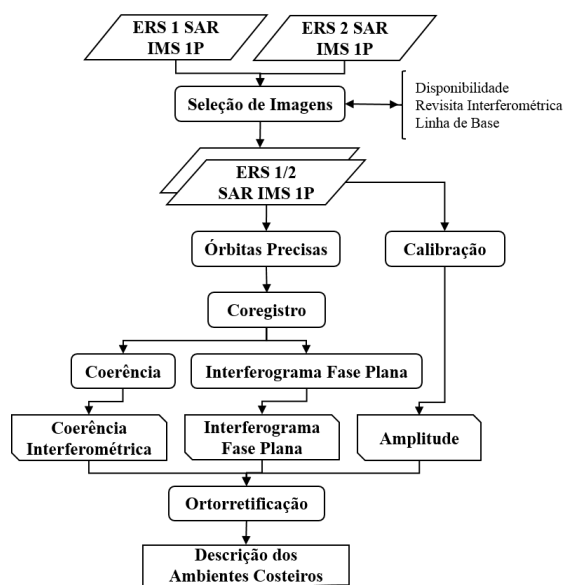 ERS 1 SAR
IMS 1P
ERS 2 SAR
IMS 1P
Seleção de Imagens
Disponibilidade
Revisita Interferométrica
Linha de Base
ERS 1/2
SAR IMS 1P
Órbitas Precisas
Calibração
Coregistro
Coerência
Interferograma Fase Plana
Coerência
Interferométrica
Interferograma
Fase Plana
Amplitude
Ortorretificação
Descrição dos
Ambientes Costeiros